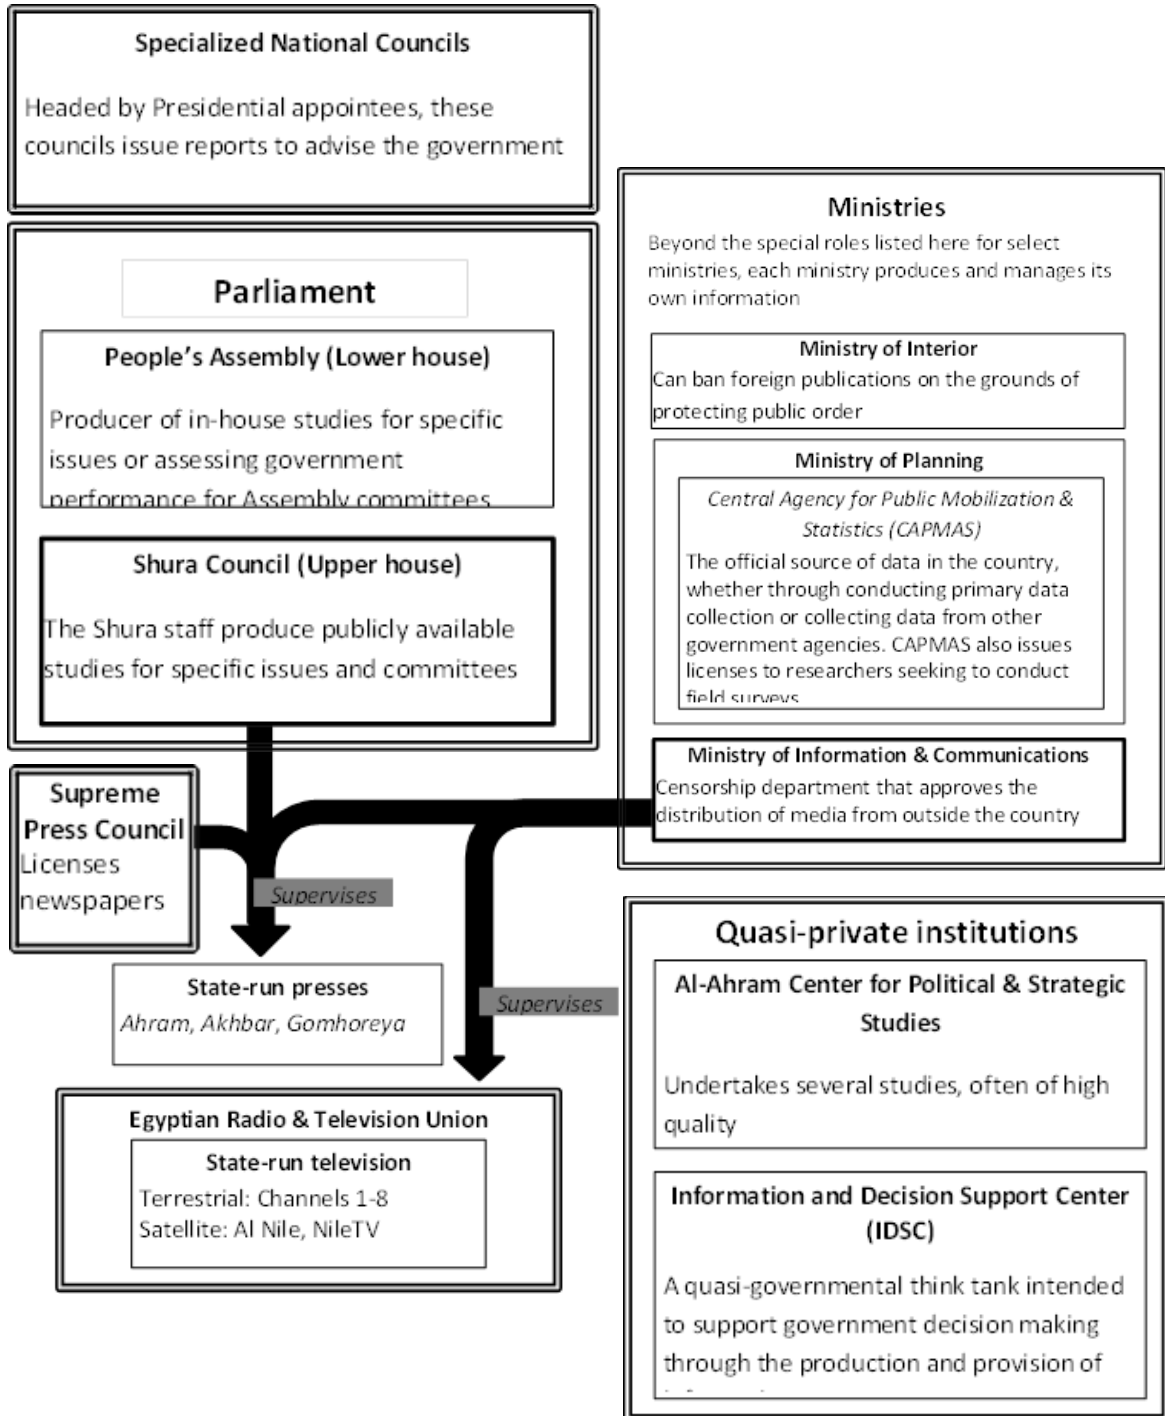 Specialized National Councils
Headed by Presidential appointees, these
councils issue reports to advise the government
Parliament
People's Assembly (Lower house)
Producer of in-house studies for specific
issues or assessing government
performance for Assembly committees
Shura Council (Upper house)
The Shura staff produce publicly available
studies for specific issues and committees
Ministries
Beyond the special roles listed here for select
ministries, each ministry produces and manages its
own information
Ministry of Interior
Can ban foreign publications on the grounds of
protecting public order
Ministry of Planning
Central Agency for Public Mobilization &
Statistics (CAPMAS)
The official source of data in the country,
whether through conducting primary data
collection or collecting data from other
government agencies. CAPMAS also issues
licenses to researchers seeking to conduct
field surveys
Ministry of Information & Communications
Censorship department that approves the
distribution of media from outside the country
Supreme
Press Council
Licenses
newspapers
Supervises
State-run presses
Ahram, Akhbar, Gomhoreya
Supervises
Egyptian Radio & Television Union
State-run television
Terrestrial: Channels 1-8
Satellite: Al Nile, NileTV
Quasi-private institutions
Al-Ahram Center for Political & Strategic
Studies
Undertakes several studies, often of high
quality
Information and Decision Support Center
(IDSC)
A quasi-governmental think tank intended
to support government decision making
through the production and provision of